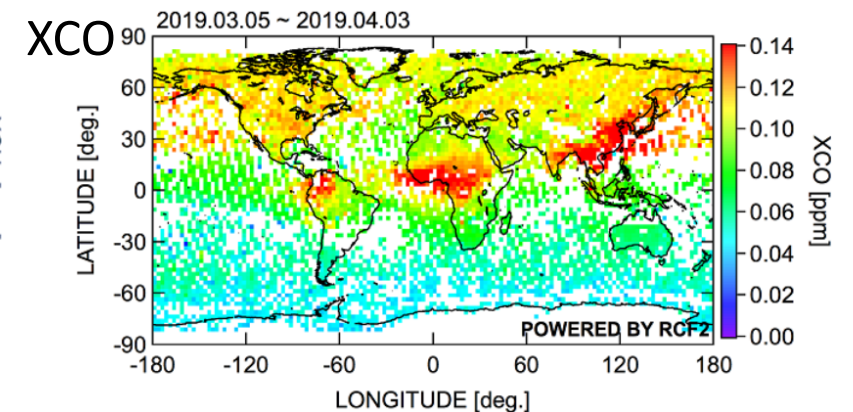 XCO
2019.03.05 ~ 2019.04.03
90
60
30
0
-30
-60
-90
LATITUDE [deg.]
-180 -120 -60 0 60 120 180
LONGITUDE [deg.]
POWERED BY RCF2
0.14
0.12
0.10
0.08
0.06
0.04
0.02
0.00
XCO [ppm]